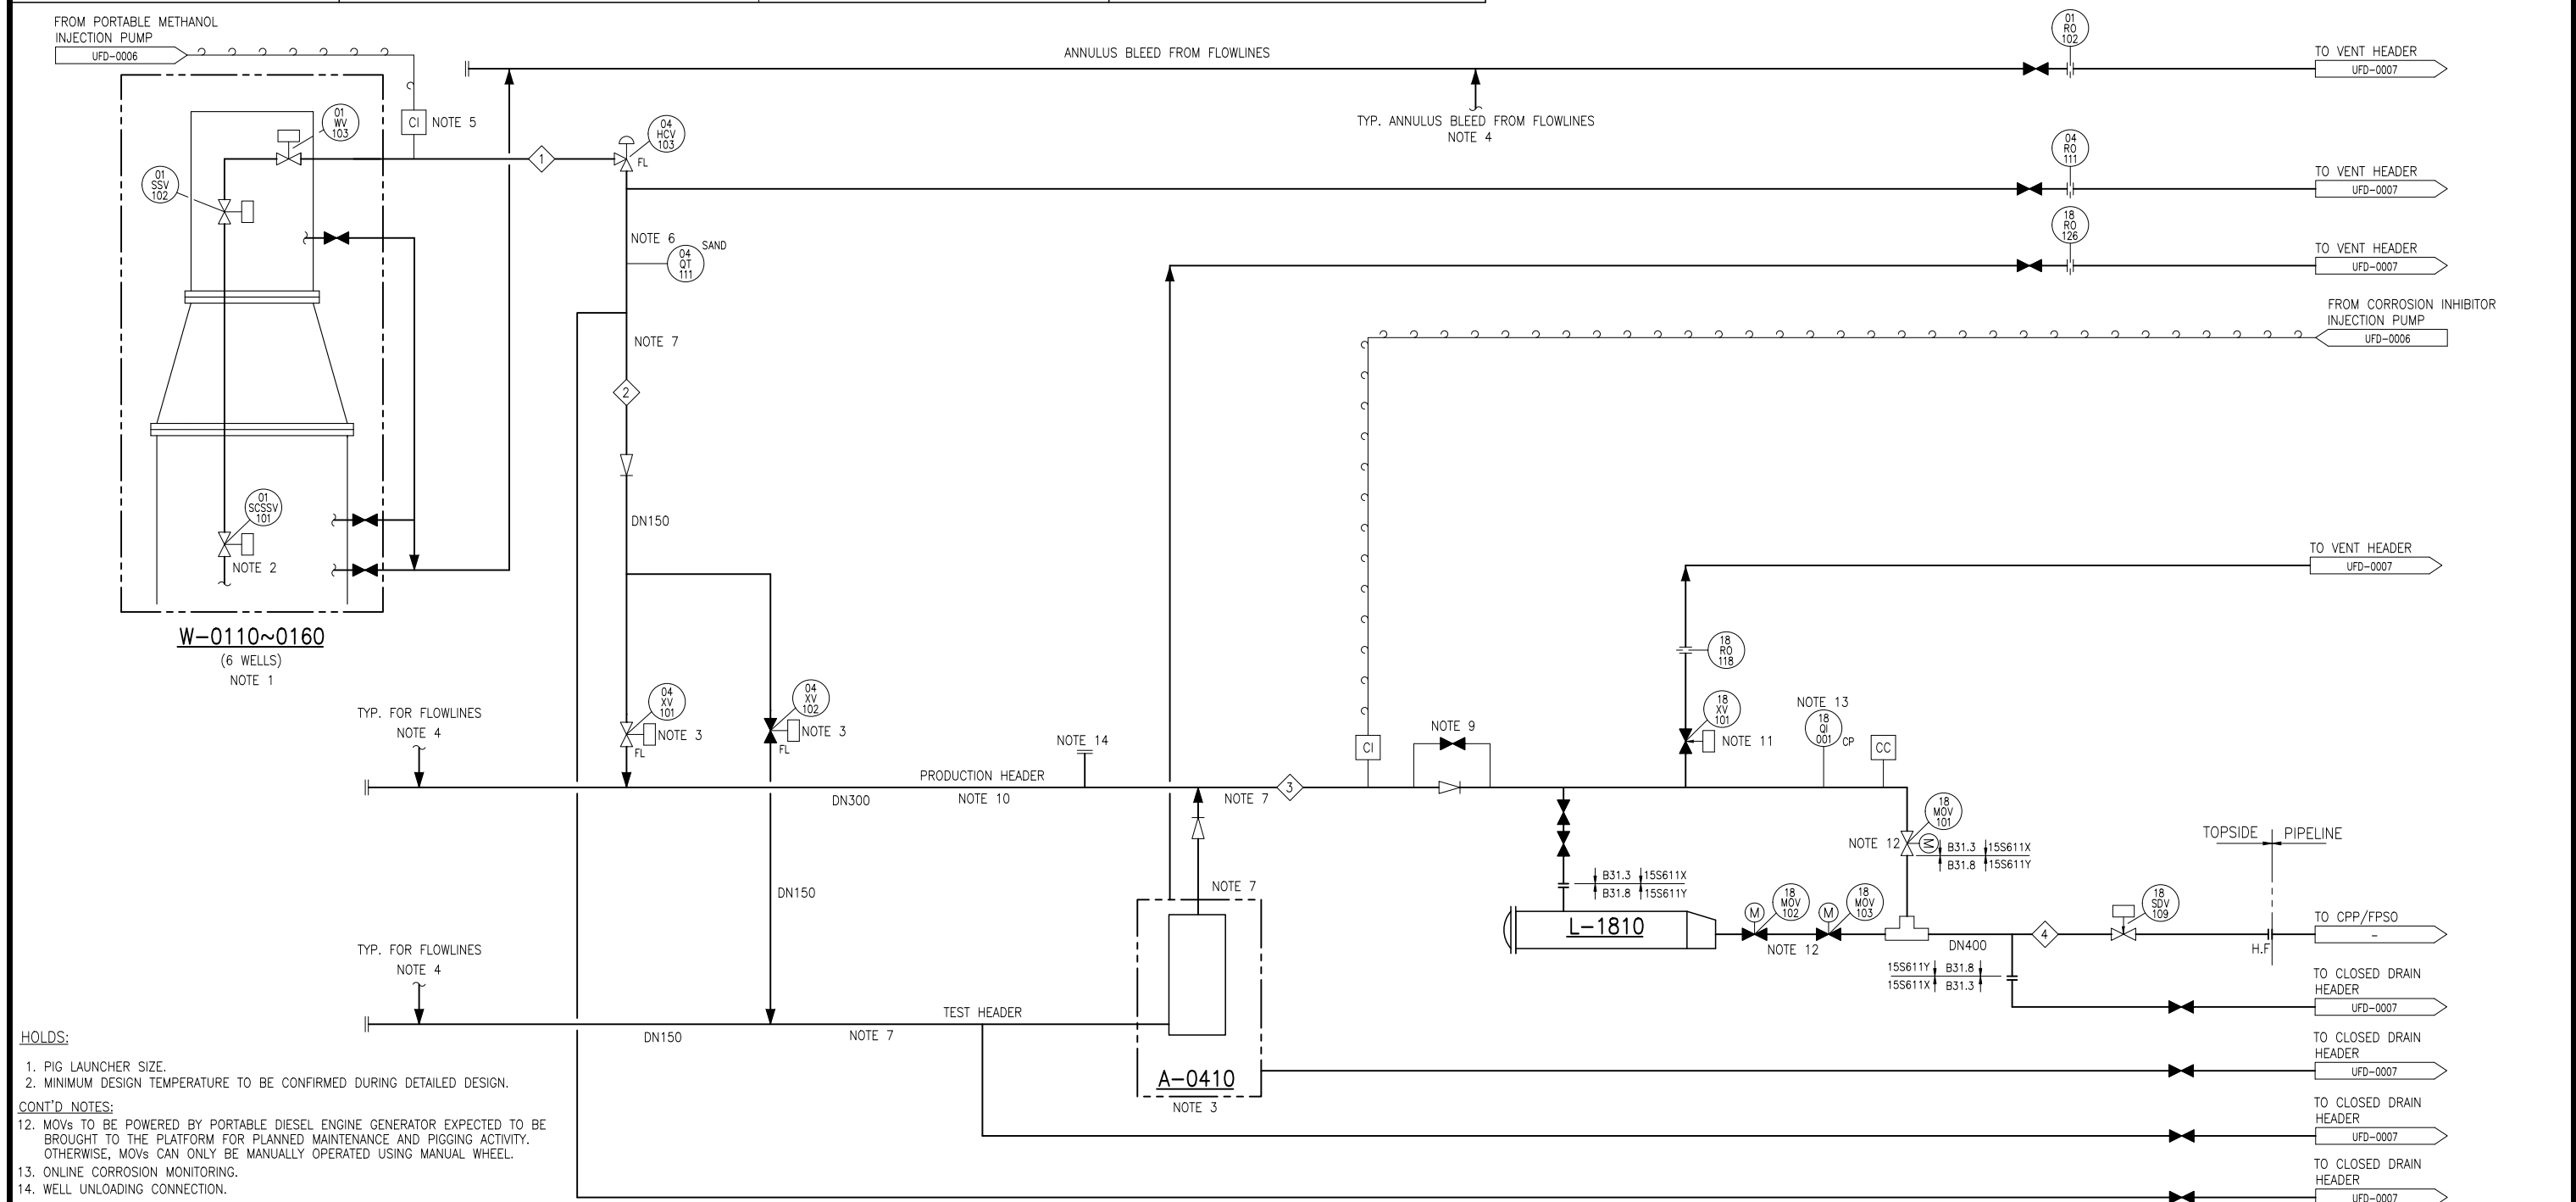 FROM PORTABLE METHANOL
INJECTION PUMP
UFD-0006
ANNULUS BLEED FROM FLOWLINES
01
RO
102
TO VENT HEADER
UFD-0007
TYP. ANNULUS BLEED FROM FLOWLINES
NOTE 4
01
WV
103
CI
NOTE 5
04
HCV
103
FL
1
01
SSV
102
04
RO
111
TO VENT HEADER
UFD-0007
NOTE 6
SAND
04
QT
111
18
RO
126
TO VENT HEADER
UFD-0007
FROM CORROSION INHIBITOR
INJECTION PUMP
UFD-0006
NOTE 7
2
01
SCSSV
101
NOTE 2
DN150
TO VENT HEADER
UFD-0007
W-0110~0160
(6 WELLS)
NOTE 1
TYP. FOR FLOWLINES
NOTE 4
04
XV
101
NOTE 3
FL
04
XV
102
NOTE 3
FL
NOTE 14
PRODUCTION HEADER
DN300
NOTE 10
NOTE 7
3
CI
NOTE 9
18
RO
118
18
XV
101
NOTE 11
NOTE 13
18
QI
001
CP
CC
18
MOV
101
NOTE 12
M
B31.3
15S611X
B31.8
15S611Y
TOPSIDE
PIPELINE
DN150
NOTE 7
B31.3
15S611X
B31.8
15S611Y
L-1810
M
18
MOV
102
M
18
MOV
103
NOTE 12
DN400
4
18
SDV
109
H.F
TO CPP/FPSO
-
15S611Y
B31.8
15S611X
B31.3
TO CLOSED DRAIN
HEADER
UFD-0007
TYP. FOR FLOWLINES
NOTE 4
DN150
NOTE 7
TEST HEADER
A-0410
NOTE 3
TO CLOSED DRAIN
HEADER
UFD-0007
TO CLOSED DRAIN
HEADER
UFD-0007
TO CLOSED DRAIN
HEADER
UFD-0007
HOLDS:
1. PIG LAUNCHER SIZE.
2. MINIMUM DESIGN TEMPERATURE TO BE CONFIRMED DURING DETAILED DESIGN.
CONT'D NOTES:
12. MOVs TO BE POWERED BY PORTABLE DIESEL ENGINE GENERATOR EXPECTED TO BE
BROUGHT TO THE PLATFORM FOR PLANNED MAINTENANCE AND PIGGING ACTIVITY.
OTHERWISE, MOVs CAN ONLY BE MANUALLY OPERATED USING MANUAL WHEEL.
13. ONLINE CORROSION MONITORING.
14. WELL UNLOADING CONNECTION.